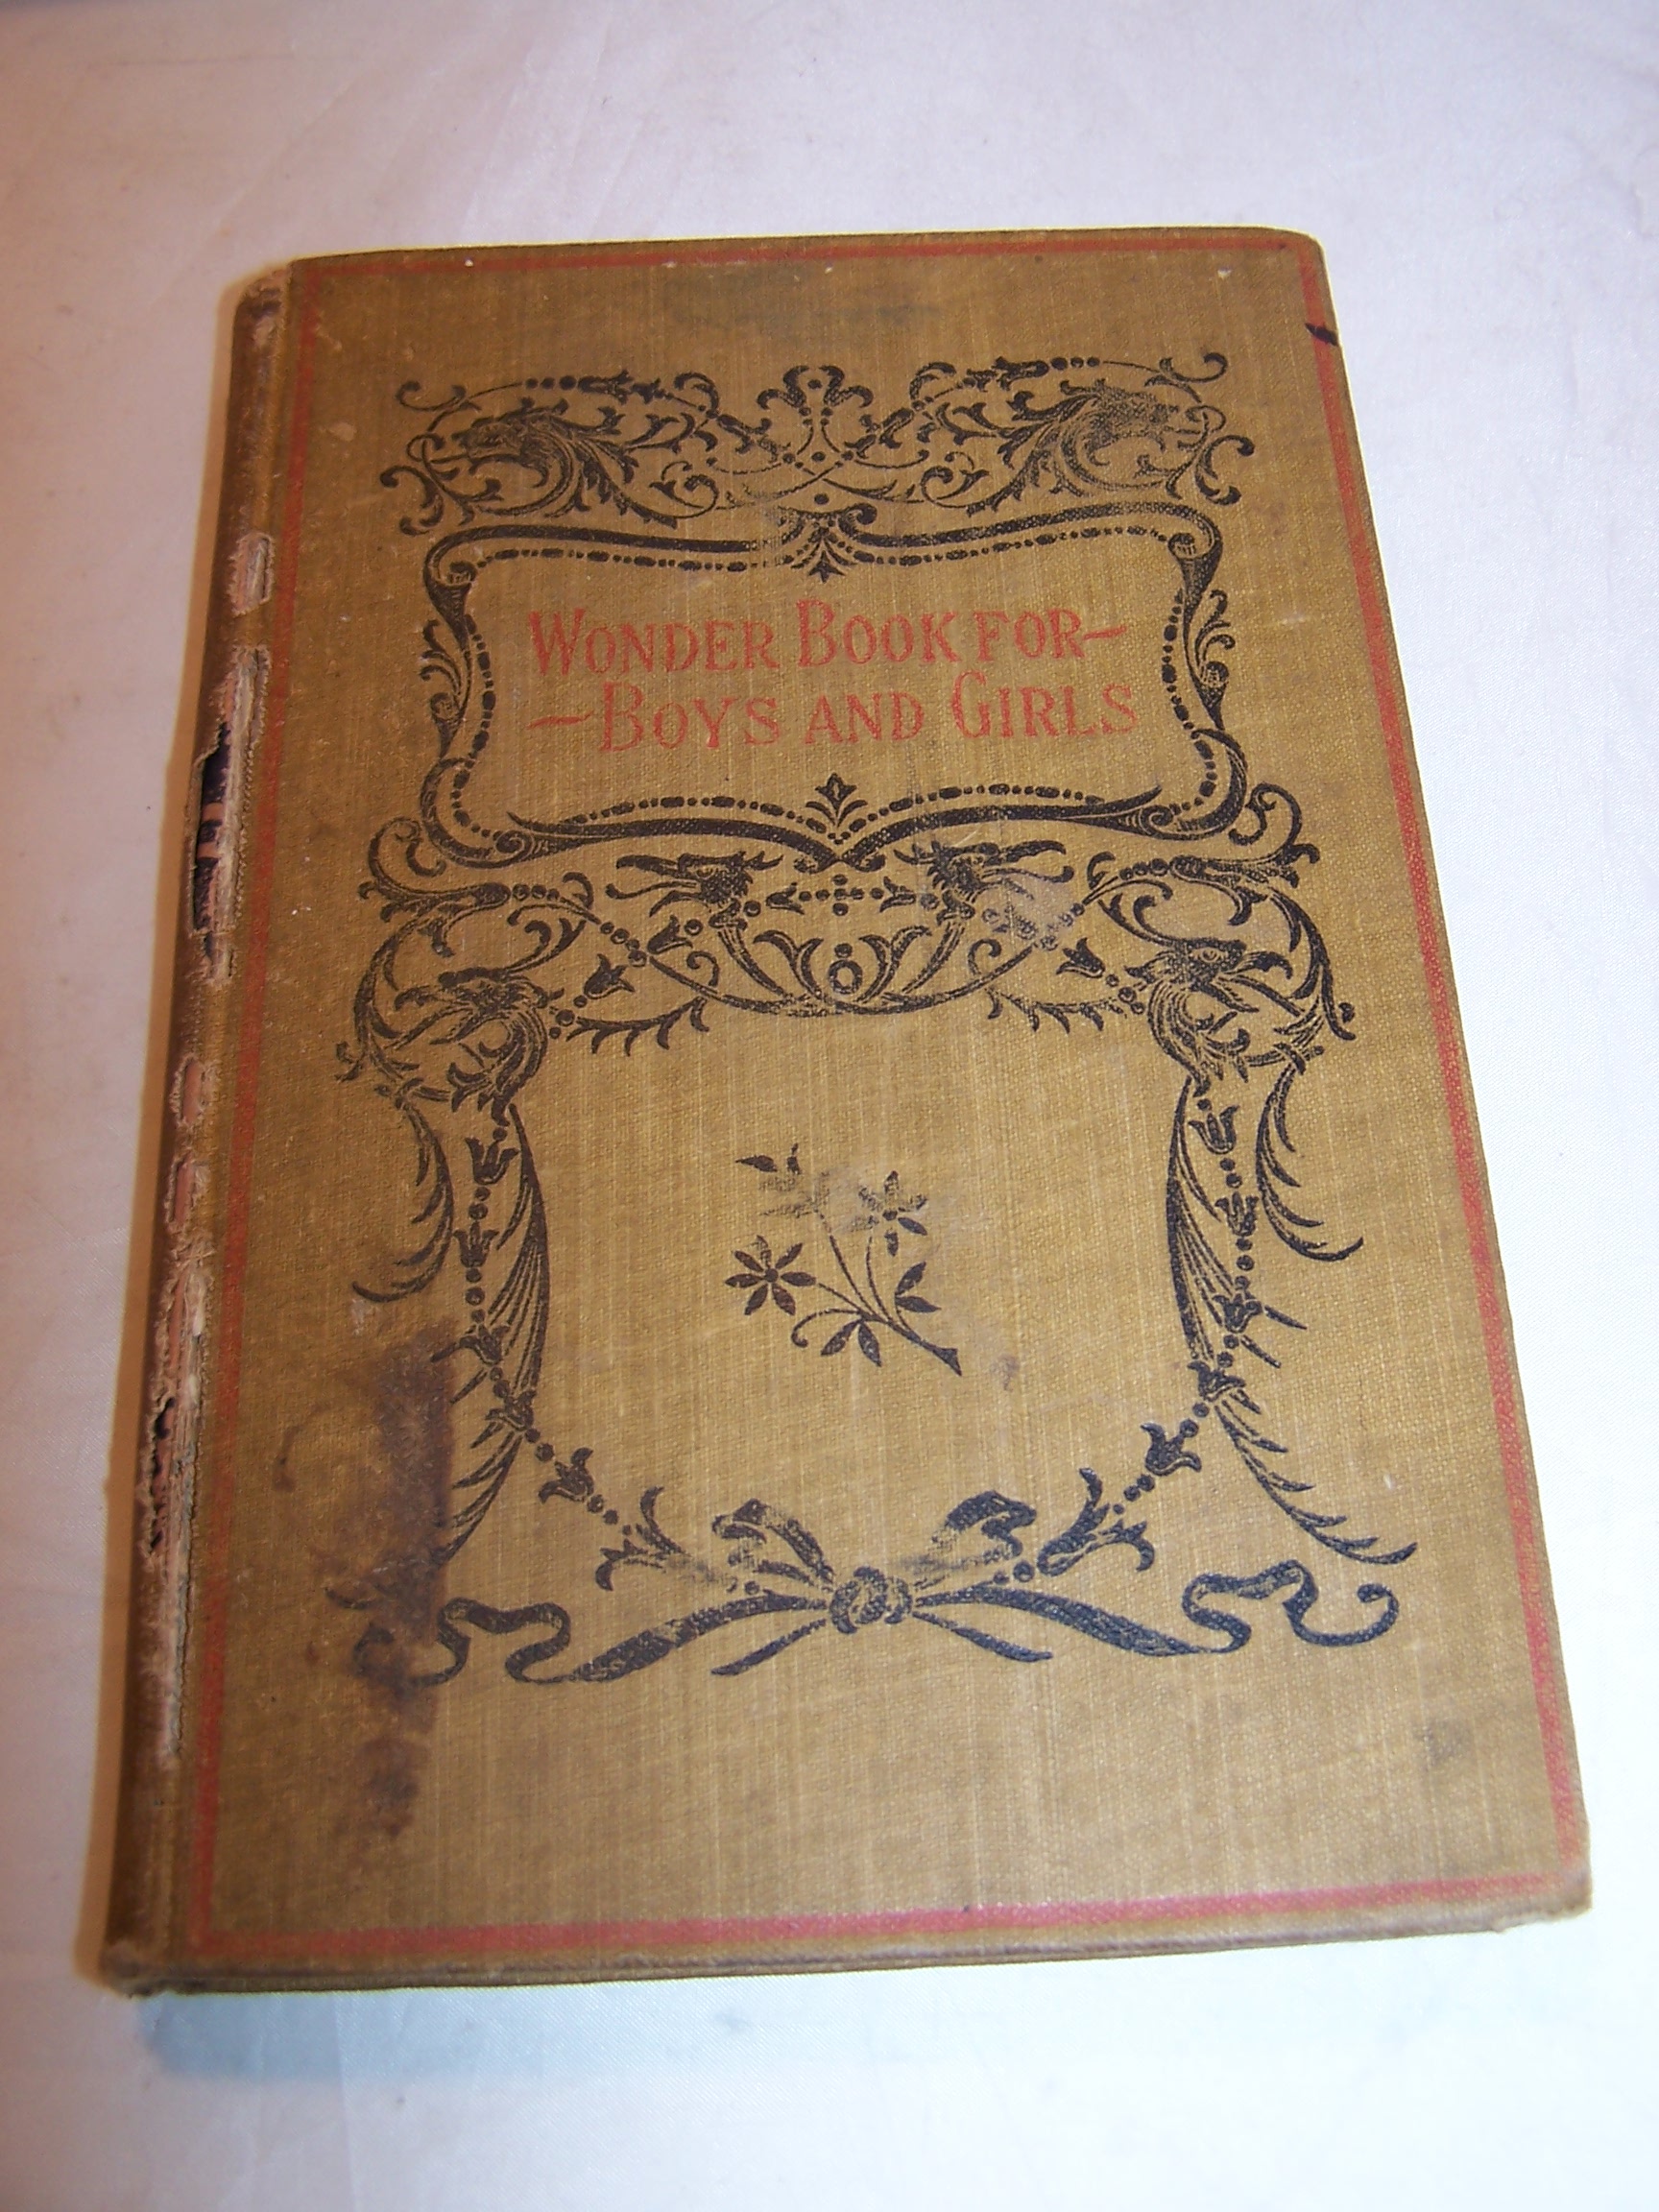 WONDER BOOK FOR—
—BOYS AND GIRLS